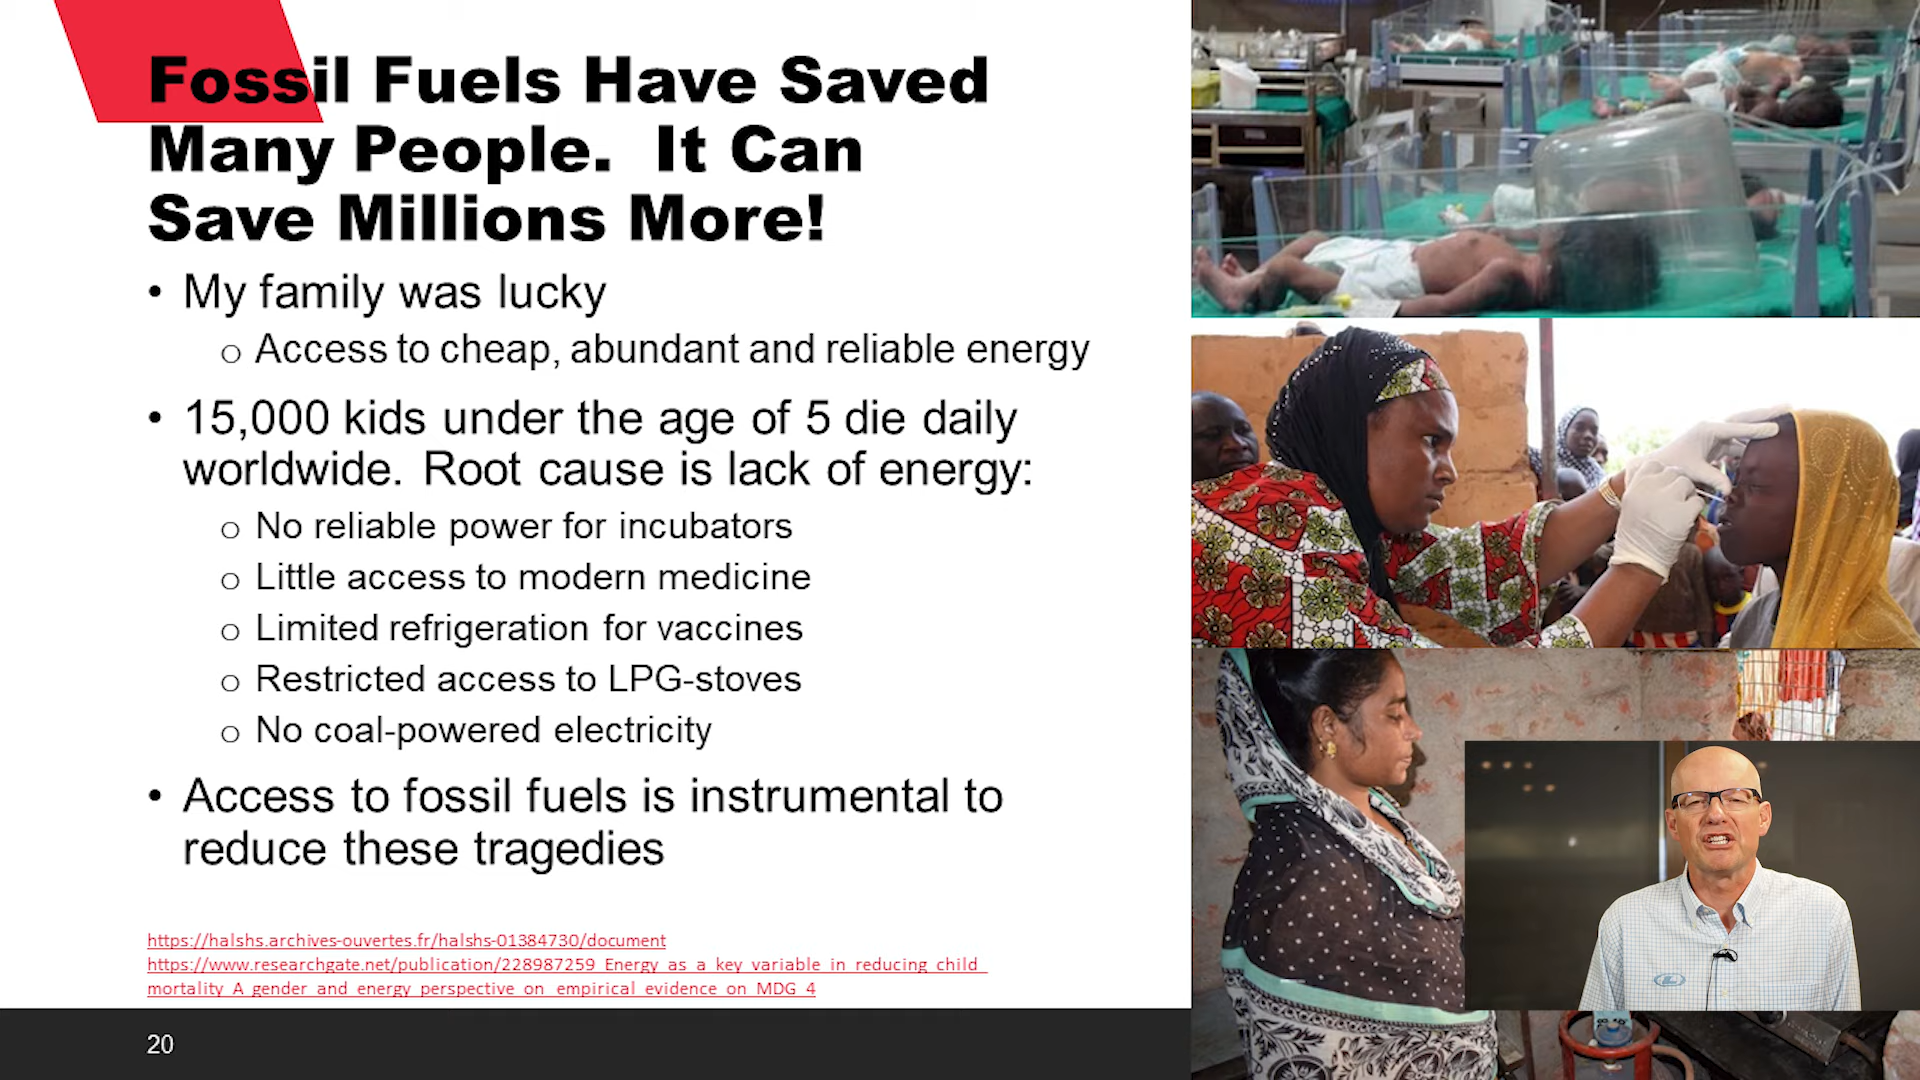 Fossil Fuels Have Saved
Many People.  It Can
Save Millions More!
• My family was lucky
o Access to cheap, abundant and reliable energy
• 15,000 kids under the age of 5 die daily
worldwide.  Root cause is lack of energy:
o No reliable power for incubators
o Little access to modern medicine
o Limited refrigeration for vaccines
o Restricted access to LPG-stoves
o No coal-powered electricity
• Access to fossil fuels is instrumental to
reduce these tragedies
https://halshs.archives-ouvertes.fr/halshs-01384730/document
https://www.researchgate.net/publication/228987259_Energy_as_a_key_variable_in_reducing_child_
mortality_A_gender_and_energy_perspective_on_empirical_evidence_on_MDG_4
20